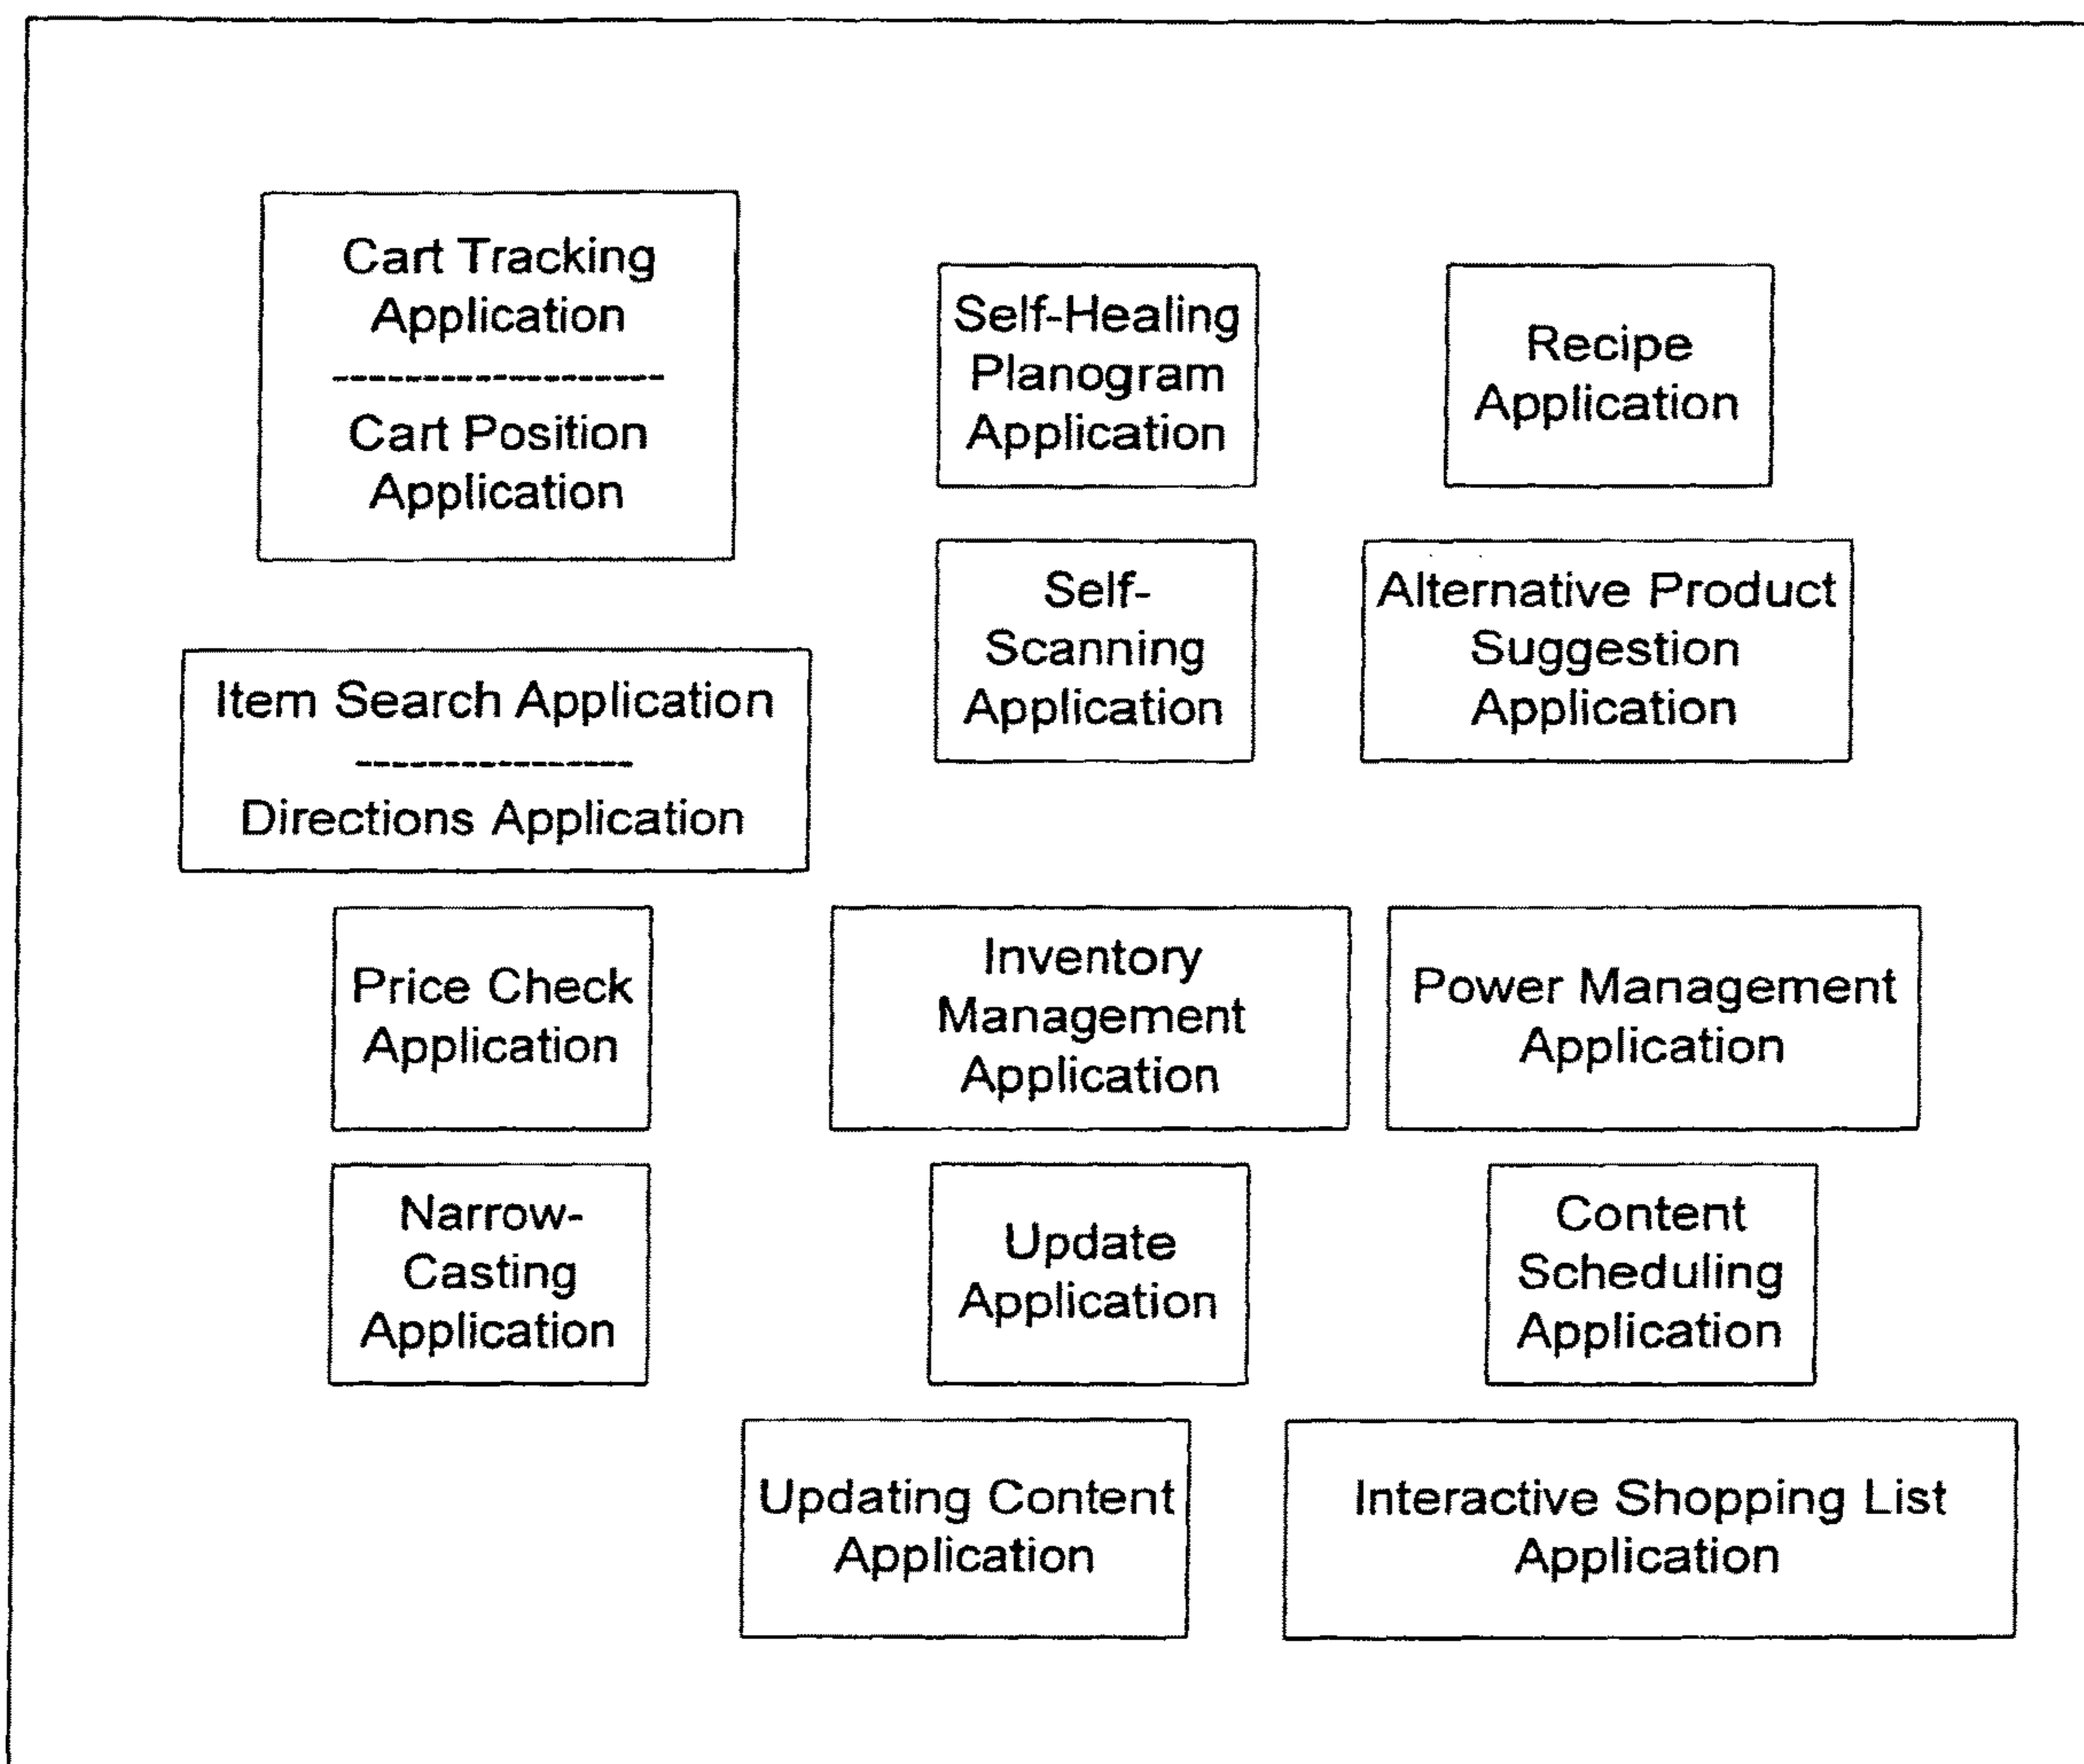 Cart Tracking
Application
Cart Position
Application
Self-Healing
Planogram
Application
Recipe
Application
Self-
Scanning
Application
Alternative Product
Suggestion
Application
Item Search Application
Directions Application
Price Check
Application
Inventory
Management
Application
Power Management
Application
Narrow-
Casting
Application
Update
Application
Content
Scheduling
Application
Updating Content
Application
Interactive Shopping List
Application